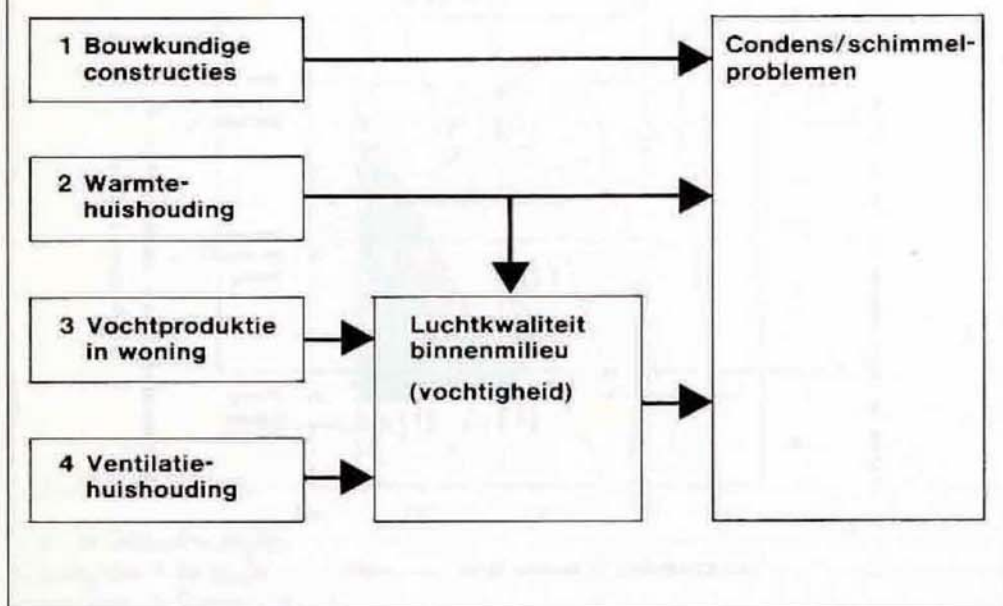 1 Bouwkundige
constructies
Condens/schimmel-
problemen
2 Warmte-
huishouding
3 Vochtproduktie
in woning
Luchtkwaliteit
binnenmilieu
(vochtigheid)
4 Ventilatie-
huishouding